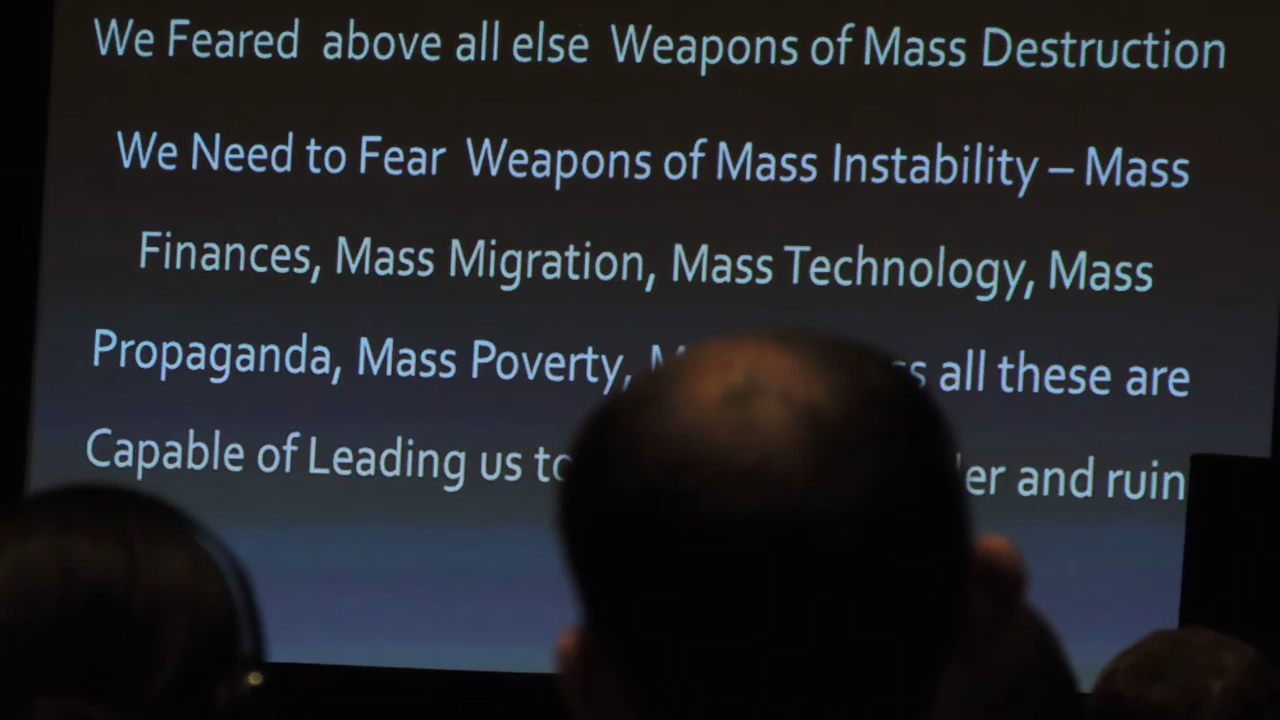 We Feared above all else Weapons of Mass Destruction
We Need to Fear Weapons of Mass Instability – Mass
Finances, Mass Migration, Mass Technology, Mass
Propaganda, Mass Poverty, all these are
Capable of Leading us to and ruin